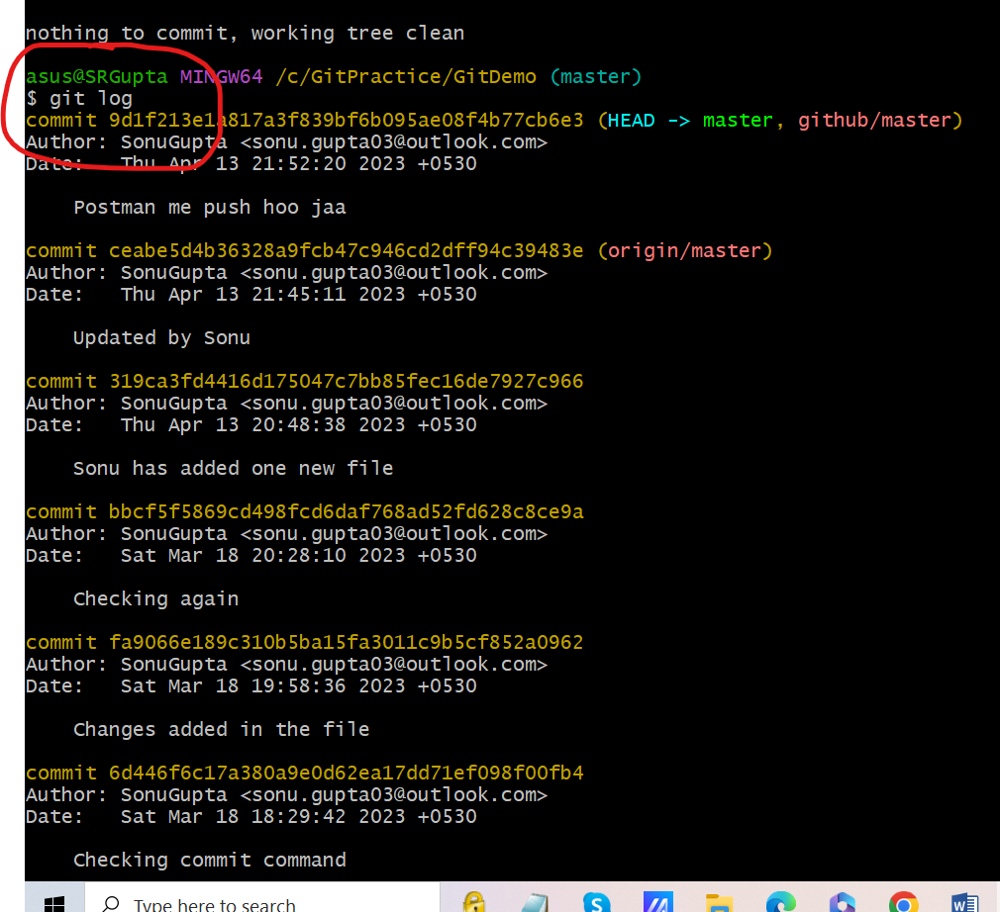 nothing to commit, working tree clean
asus@SRGupta MINGW64 /c/GitPractice/GitDemo (master)
$ git log
commit 9d1f213e1a817a3f839bf6b095ae08f4b77cb6e3 (HEAD -> master, github/master)
Author: SonuGupta <sonu.gupta03@outlook.com>
Date:   Thu Apr 13 21:52:20 2023 +0530
Postman me push hoo jaa
commit ceabe5d4b36328a9fcb47c946cd2dff94c39483e (origin/master)
Author: SonuGupta <sonu.gupta03@outlook.com>
Date:   Thu Apr 13 21:45:11 2023 +0530
Updated by Sonu
commit 319ca3fd4416d175047c7bb85fec16de7927c966
Author: SonuGupta <sonu.gupta03@outlook.com>
Date:   Thu Apr 13 20:48:38 2023 +0530
Sonu has added one new file
commit bbcf5f5869cd498fcd6daf768ad52fd628c8ce9a
Author: SonuGupta <sonu.gupta03@outlook.com>
Date:   Sat Mar 18 20:28:10 2023 +0530
Checking again
commit fa9066e189c310b5ba15fa3011c9b5cf852a0962
Author: SonuGupta <sonu.gupta03@outlook.com>
Date:   Sat Mar 18 19:58:36 2023 +0530
Changes added in the file
commit 6d446f6c17a380a9e0d62ea17dd71ef098f00fb4
Author: SonuGupta <sonu.gupta03@outlook.com>
Date:   Sat Mar 18 18:29:42 2023 +0530
Checking commit command
Type here to search